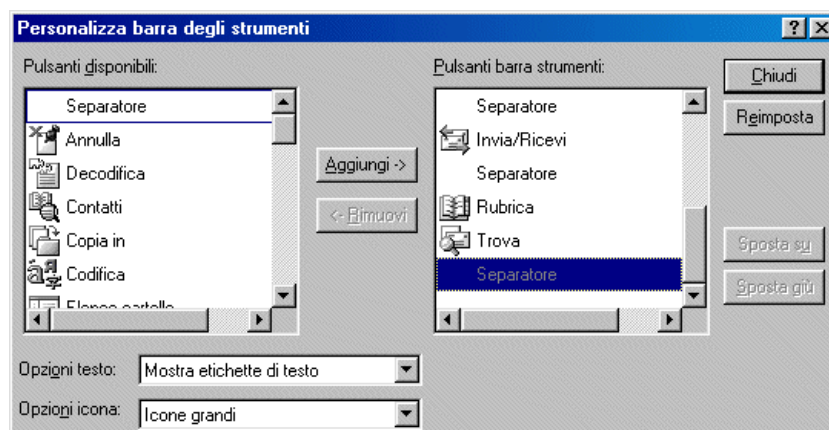 Personalizza barra degli strumenti
Pulsanti disponibili:
Separatore
Annulla
Decodifica
Contatti
Copia in
Codifica
Elenco cartelle
Aggiungi ->
<- Rimuovi
Pulsanti barra strumenti:
Separatore
Invia/Ricevi
Separatore
Rubrica
Trova
Separatore
Chiudi
Reimposta
Sposta su
Sposta giù
Opzioni testo: Mostra etichette di testo
Opzioni icona: Icone grandi